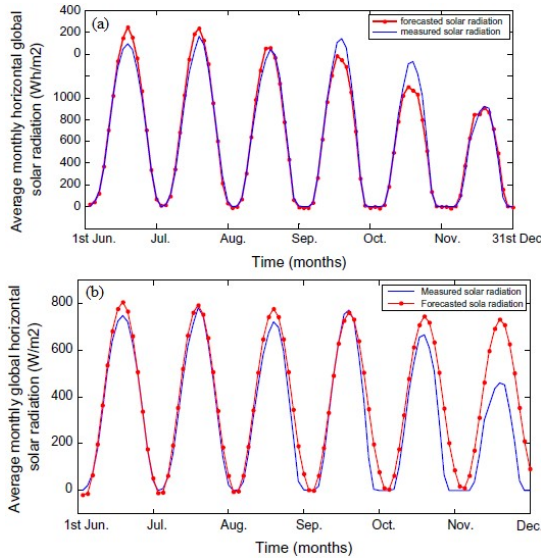 400
(a)
forecasted solar radiation
measured solar radiation
200
0
1000
800
600
400
200
0
Average monthly horizontal global
solar radiation (Wh/m2)
1st Jun.
Jul.
Aug.
Sep.
Oct.
Nov.
31st Dec
Time (months)
(b)
Measured solar radiation
Forecasted sola radiation
800
600
400
200
0
Average monthly global horizontal
solar radiation (W/m2)
1st Jun.
Jul.
Aug.
Sep.
Oct.
Nov.
Dec.
Time (months)